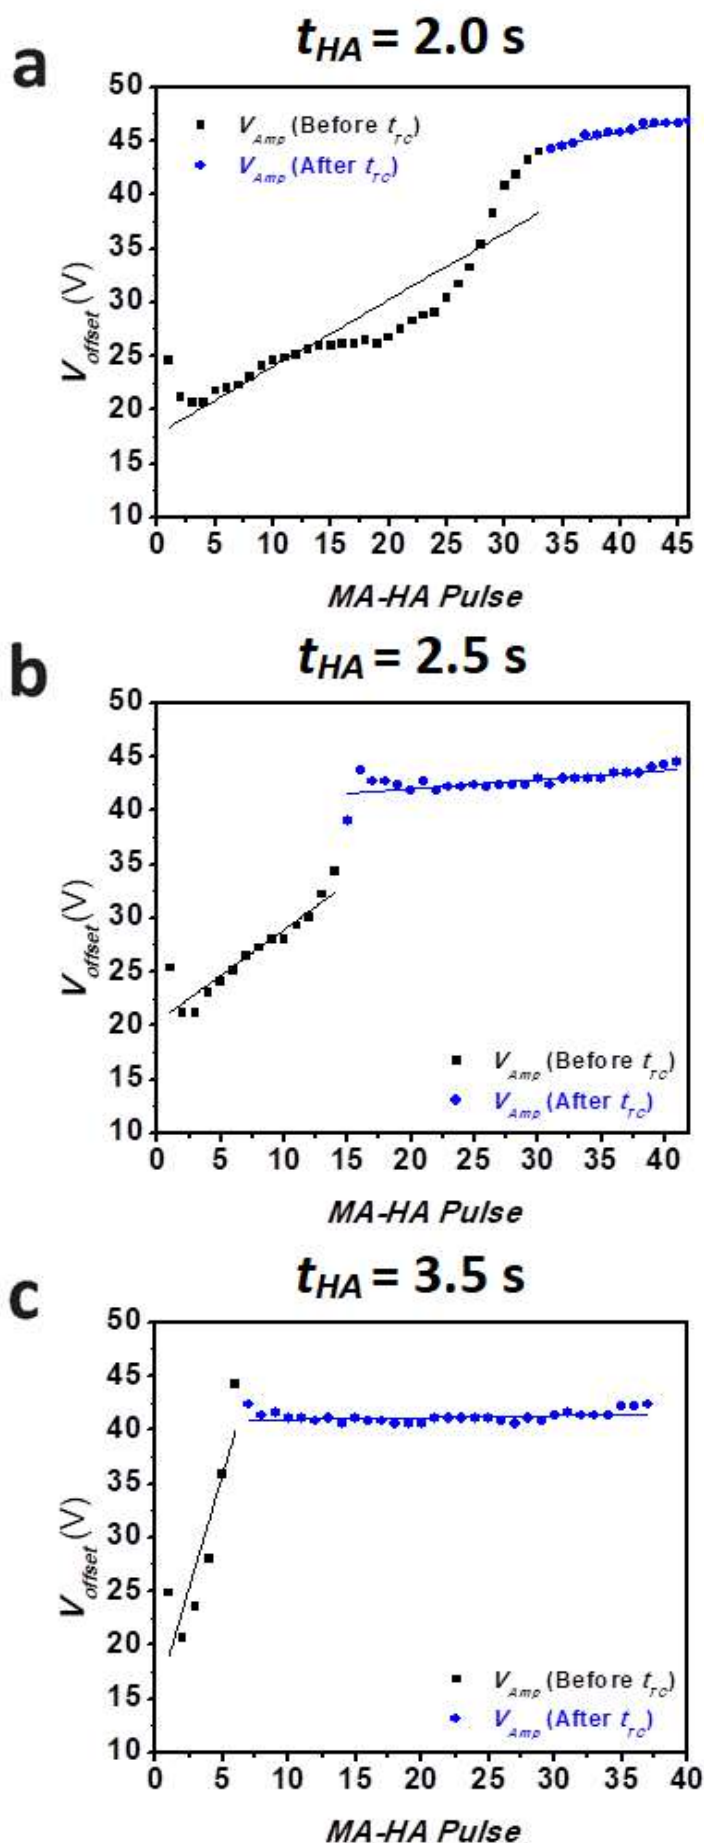 a
t_HA = 2.0 s
50
45
40
35
30
25
20
15
10
V_offset (V)
V_Amp (Before t_TC)
V_Amp (After t_TC)
0 5 10 15 20 25 30 35 40 45
MA-HA Pulse
b
t_HA = 2.5 s
50
45
40
35
30
25
20
15
10
V_offset (V)
V_Amp (Before t_TC)
V_Amp (After t_TC)
0 5 10 15 20 25 30 35 40
MA-HA Pulse
c
t_HA = 3.5 s
50
45
40
35
30
25
20
15
10
V_offset (V)
V_Amp (Before t_TC)
V_Amp (After t_TC)
0 5 10 15 20 25 30 35 40
MA-HA Pulse